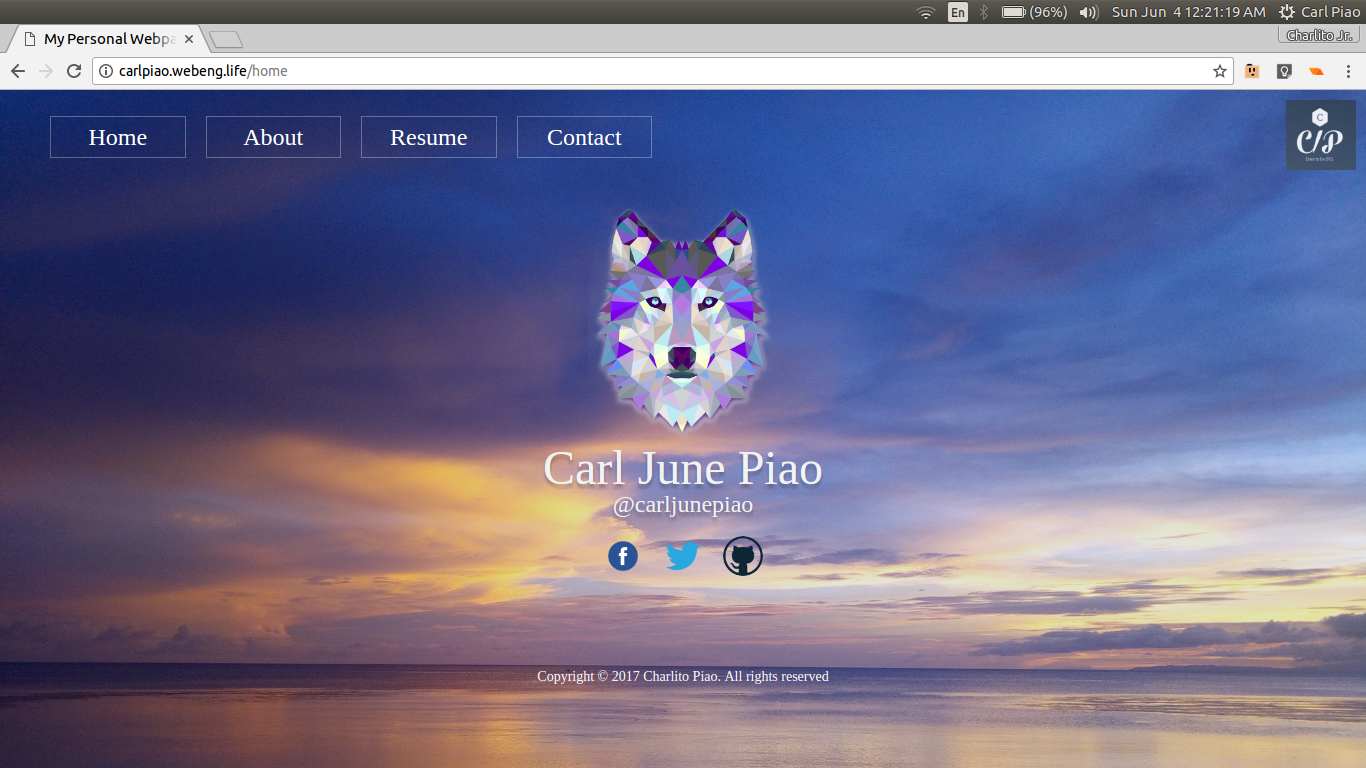 En (96%) Sun Jun 4 12:21:19 AM Carl Piao
My Personal Webpa
Charlito Jr.
carlpiao.webeng.life/home
Home About Resume Contact
C
C/P
Carl June Piao
@carljunepiao
f
Copyright © 2017 Charlito Piao. All rights reserved